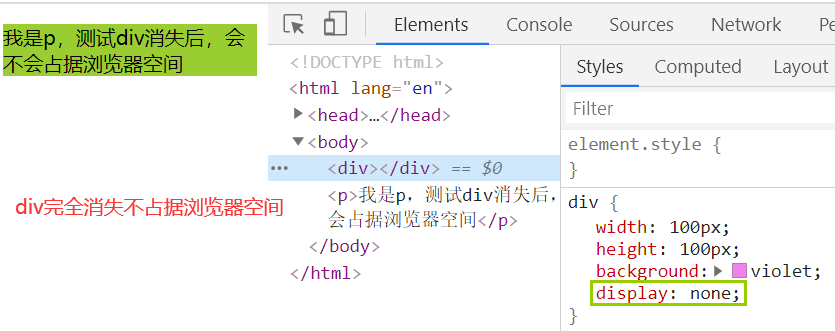 我是p，测试div消失后，会
不会占据浏览器空间
div完全消失不占据浏览器空间
Elements Console Sources Network Pe
<!DOCTYPE html>
<html lang="en">
<head>…</head>
<body>
<div></div> == $0
<p>我是p，测试div消失后，
会占据浏览器空间</p>
</body>
</html>
Styles Computed Layout
Filter
element.style {
}
div {
width: 100px;
height: 100px;
background: violet;
display: none;
}